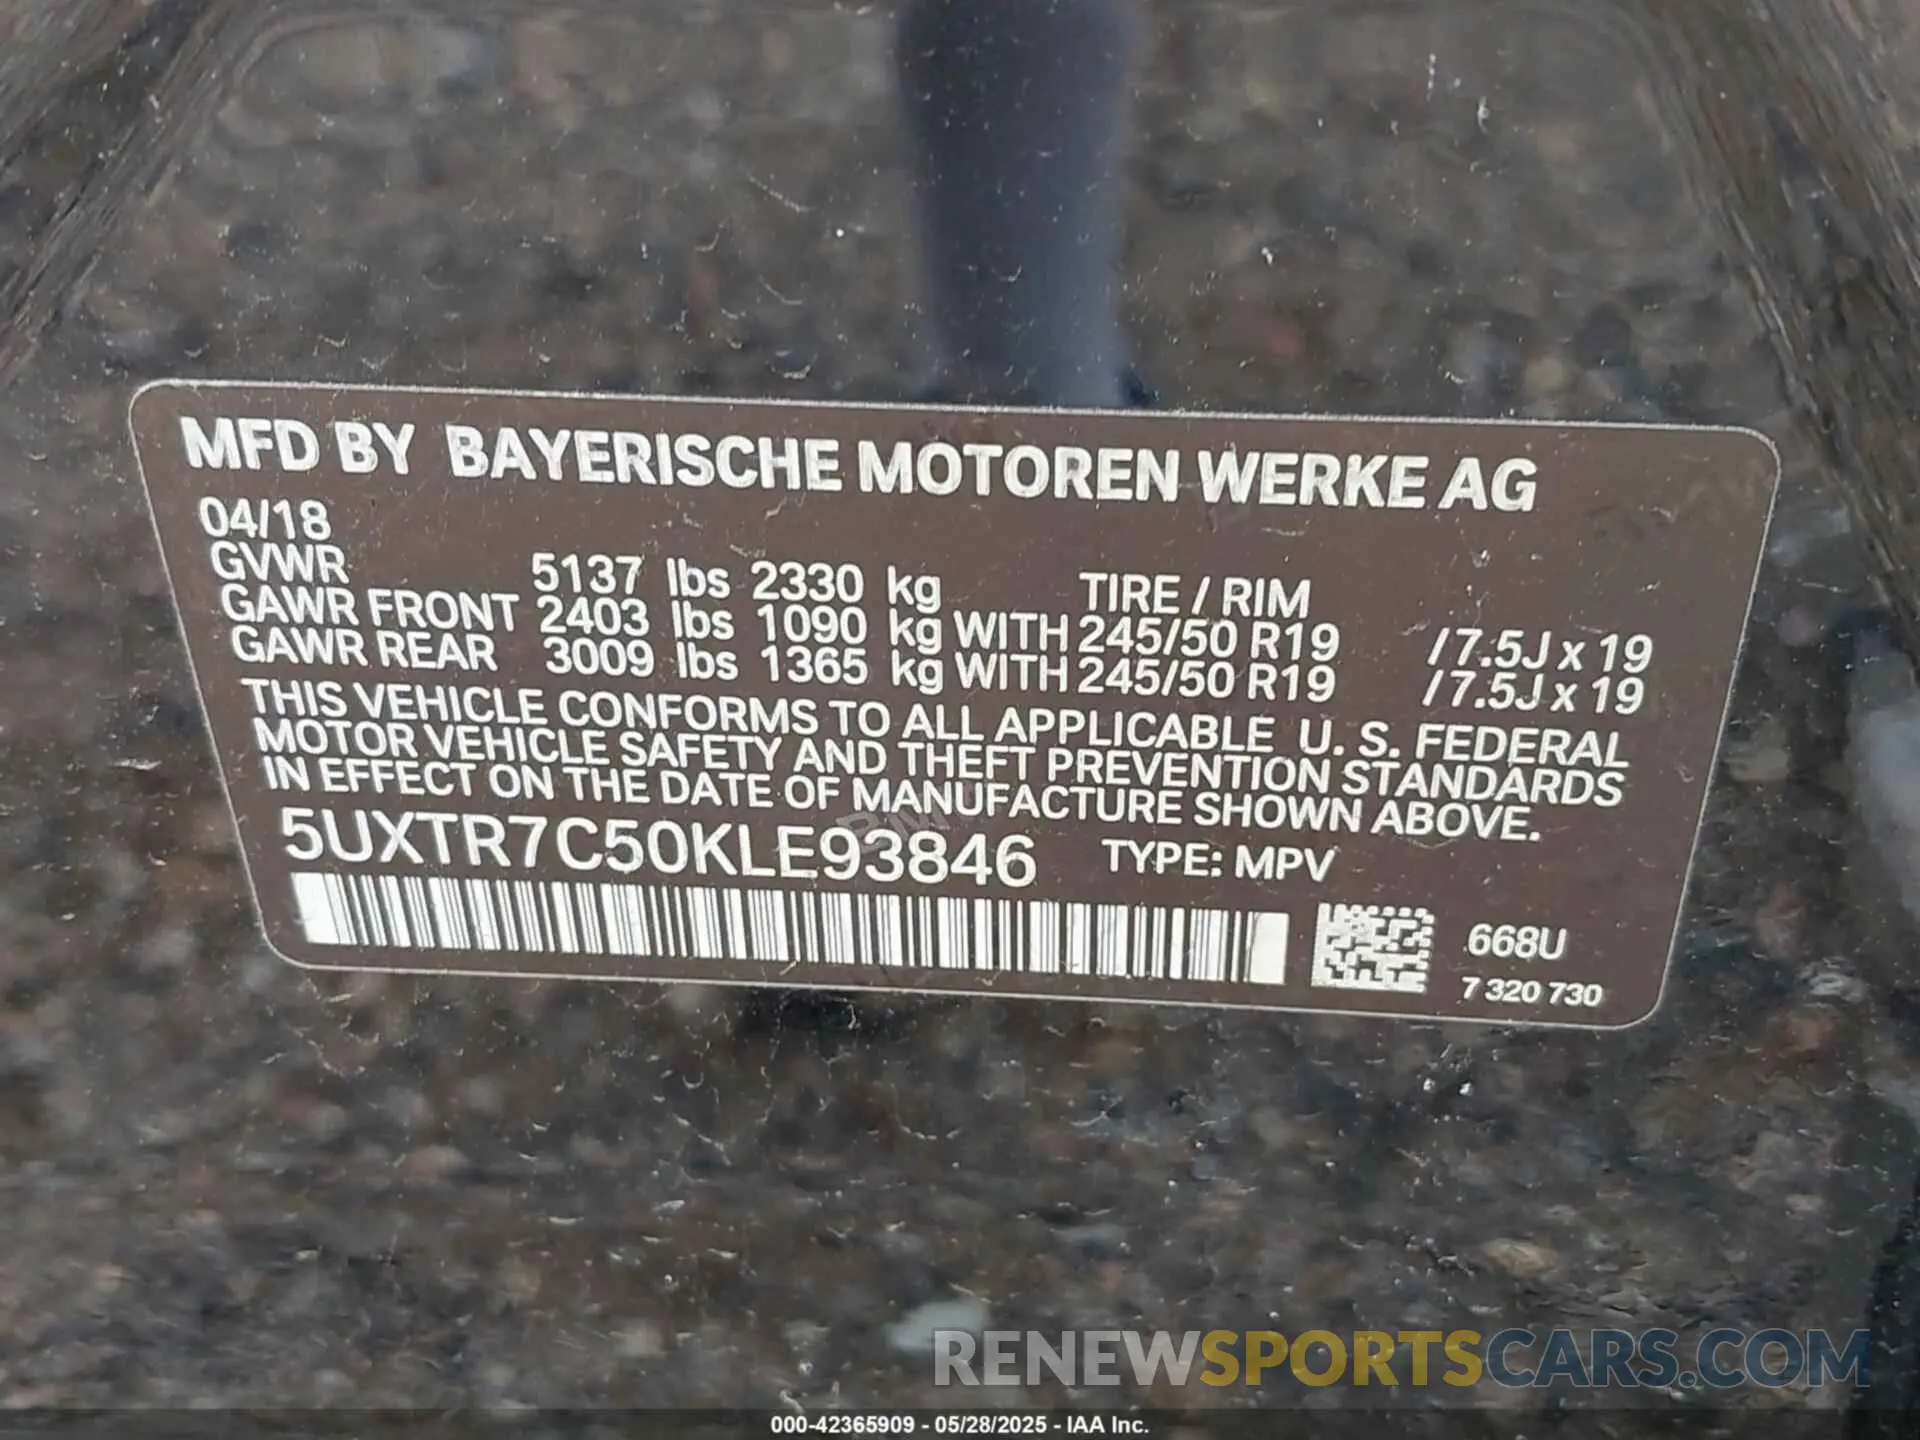 MFD BY BAYERISCHE MOTOREN WERKE AG
04/18
GVWR 5137 lbs 2330 kg TIRE / RIM
GAWR FRONT 2403 lbs 1090 kg WITH 245/50 R19 /7.5J x 19
GAWR REAR 3009 lbs 1365 kg WITH 245/50 R19 /7.5J x 19
THIS VEHICLE CONFORMS TO ALL APPLICABLE U. S. FEDERAL
MOTOR VEHICLE SAFETY AND THEFT PREVENTION STANDARDS
IN EFFECT ON THE DATE OF MANUFACTURE SHOWN ABOVE.
5UXTR7C50KLE93846 TYPE: MPV
668U
7 320 730
RENEWSPORTSCARS.COM
000-42365909 - 05/28/2025 - IAA Inc.